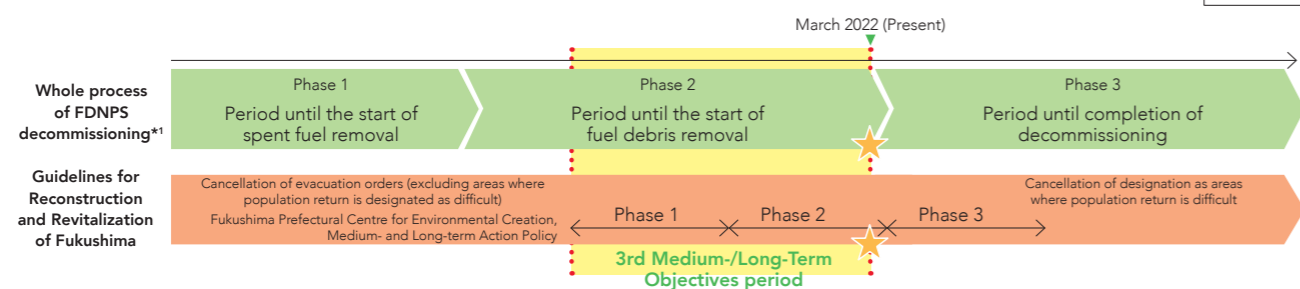 March 2022 (Present)
Whole process
of FDNPS
decommissioning*1
Phase 1
Period until the start of
spent fuel removal
Phase 2
Period until the start of
fuel debris removal
Phase 3
Period until completion of
decommissioning
Guidelines for
Reconstruction
and Revitalization
of Fukushima
Cancellation of evacuation orders (excluding areas where
population return is designated as difficult)
Fukushima Prefectural Centre for Environmental Creation,
Medium- and Long-term Action Policy
Phase 1
Phase 2
Phase 3
Cancellation of designation as areas
where population return is difficult
3rd Medium-/Long-Term
Objectives period